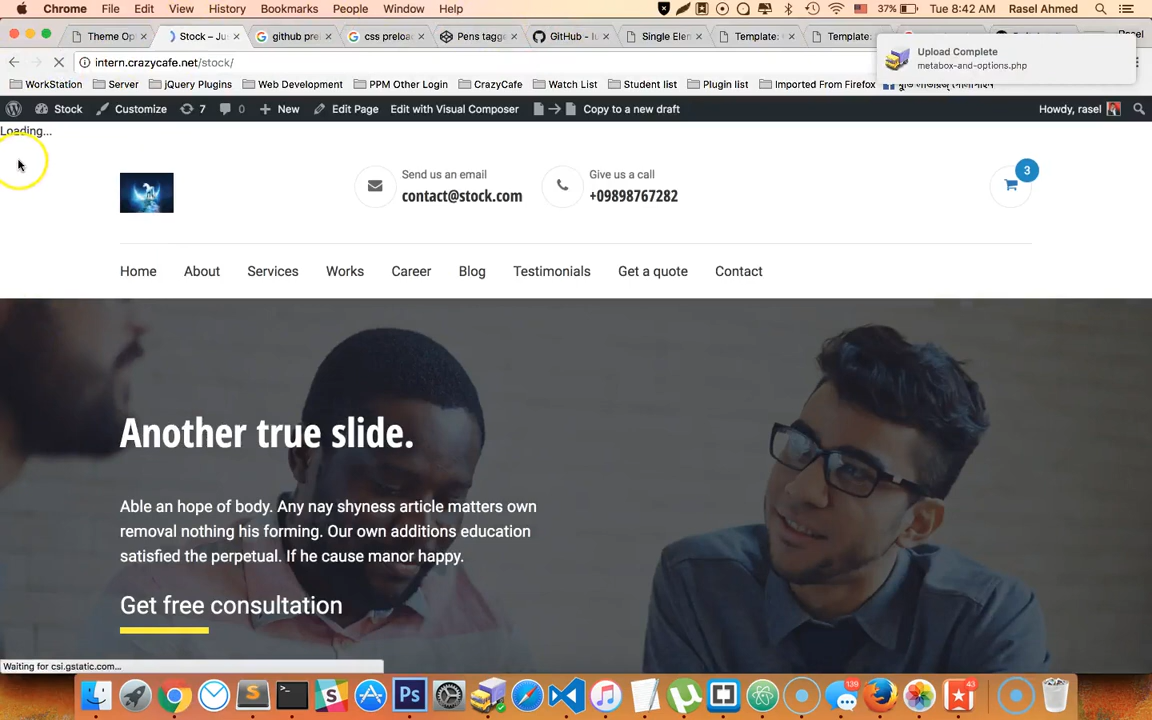 Chrome File Edit View History Bookmarks People Window Help 37% Tue 8:42 AM Rasel Ahmed
Theme Op Stock – Ju github pre css preloa Pens tagge GitHub - Single Elem Template: Template:
intern.crazycafe.net/stock/
Upload Complete
metabox-and-options.php
WorkStation Server jQuery Plugins Web Development PPM Other Login CrazyCafe Watch List Student list Plugin list Imported From Firefox
Stock Customize 7 0 New Edit Page Edit with Visual Composer Copy to a new draft Howdy, rasel
Loading...
Send us an email
contact@stock.com
Give us a call
+09898767282
3
Home About Services Works Career Blog Testimonials Get a quote Contact
Another true slide.
Able an hope of body. Any nay shyness article matters own
removal nothing his forming. Our own additions education
satisfied the perpetual. If he cause manor happy.
Get free consultation
Waiting for csi.gstatic.com...
139
43